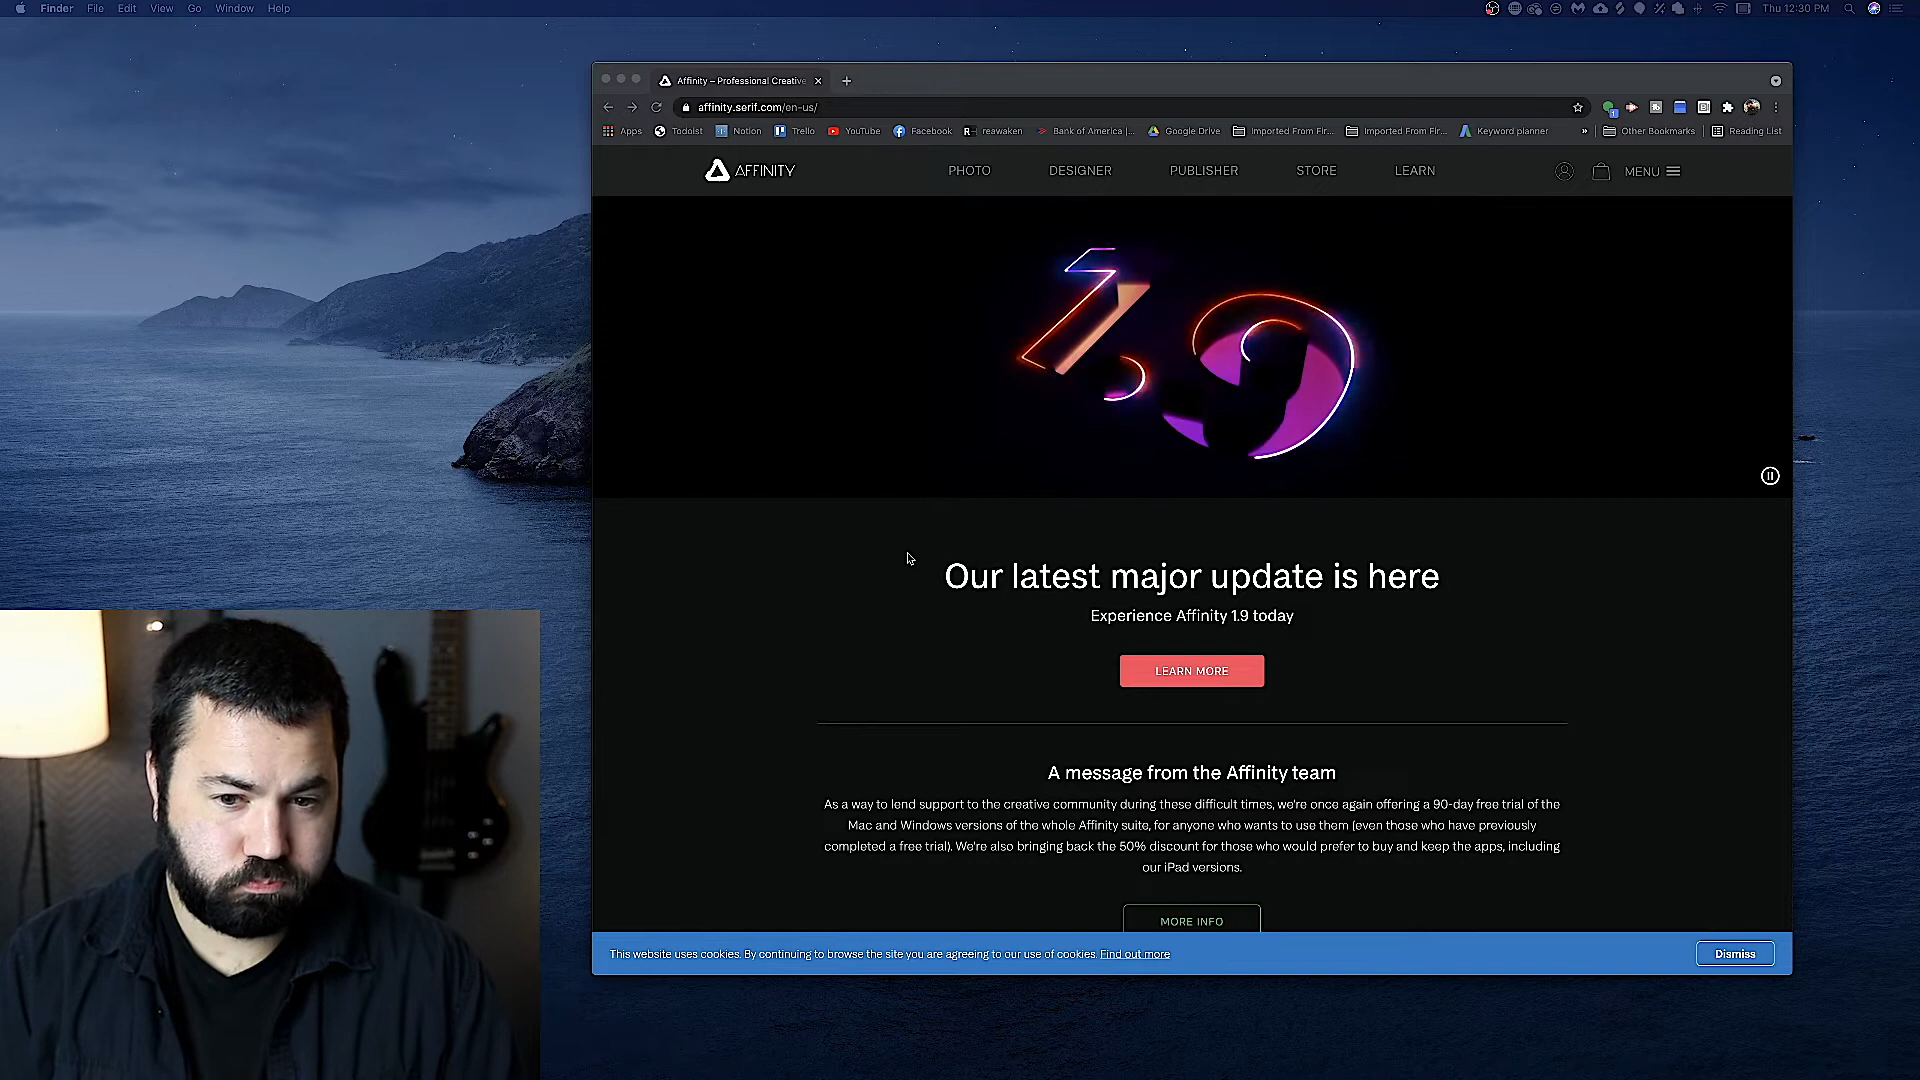 Finder File Edit View Go Window Help
Thu 12:30 PM
Affinity – Professional Creative
affinity.serif.com/en-us/
Apps Todoist Notion Trello YouTube Facebook reawaken Bank of America |... Google Drive Imported From Fir... Imported From Fir... Keyword planner » Other Bookmarks Reading List
AFFINITY PHOTO DESIGNER PUBLISHER STORE LEARN MENU
1.9
Our latest major update is here
Experience Affinity 1.9 today
LEARN MORE
A message from the Affinity team
As a way to lend support to the creative community during these difficult times, we're once again offering a 90-day free trial of the
Mac and Windows versions of the whole Affinity suite, for anyone who wants to use them (even those who have previously
completed a free trial). We're also bringing back the 50% discount for those who would prefer to buy and keep the apps, including
our iPad versions.
MORE INFO
This website uses cookies. By continuing to browse the site you are agreeing to our use of cookies. Find out more
Dismiss